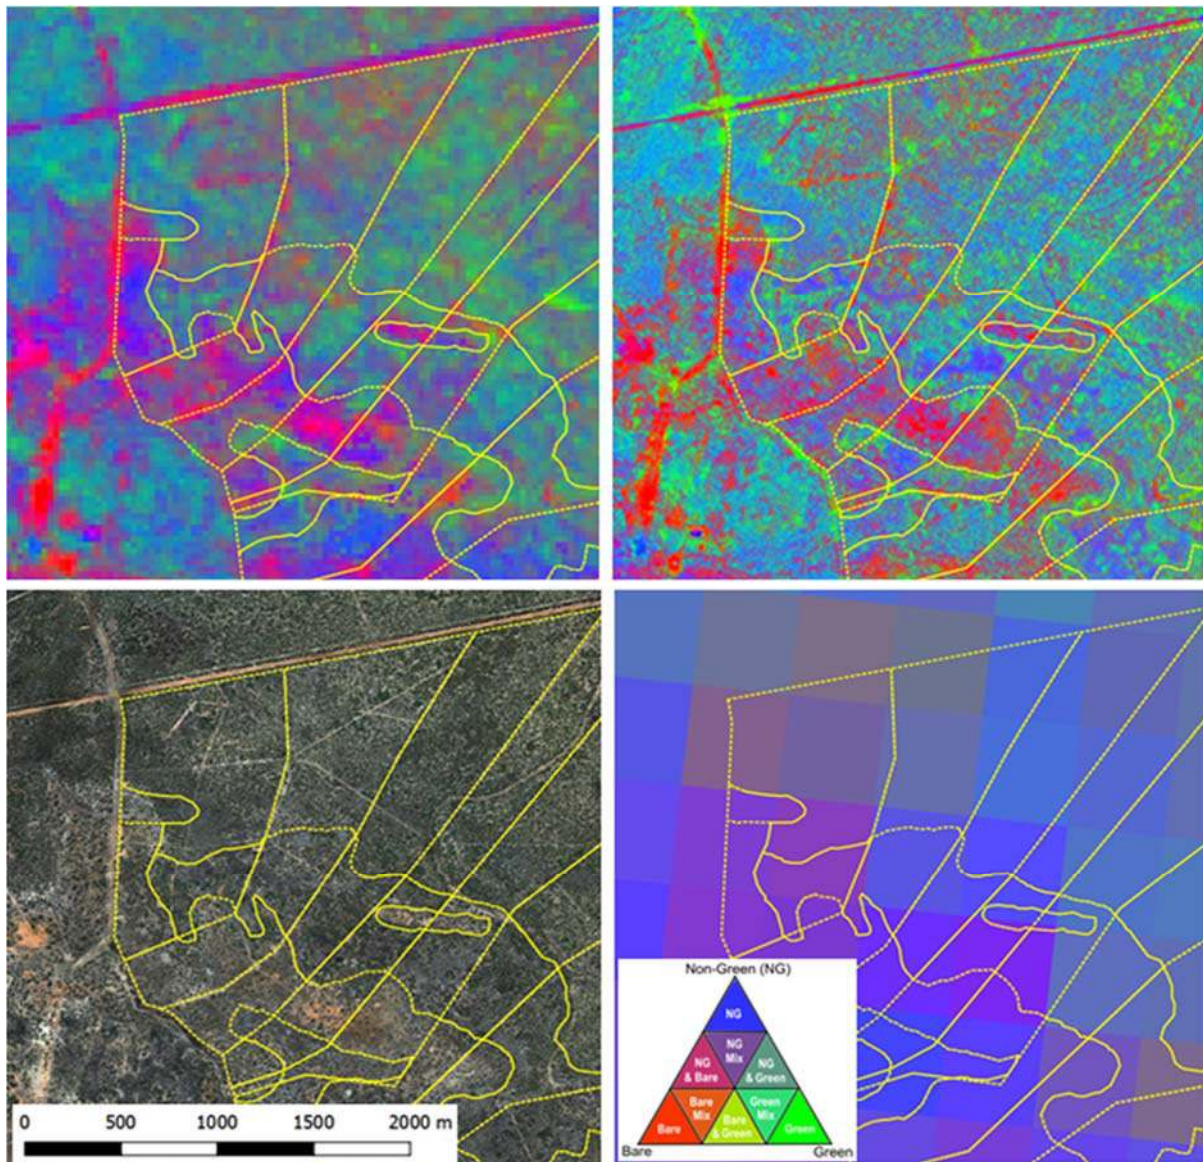 0 500 1000 1500 2000 m
Non-Green (NG)
NG
NG
Mix
NG
& Bare
NG
& Green
Bare
Mix
Green
Mix
Bare
& Green
Bare
Green
Bare
Green